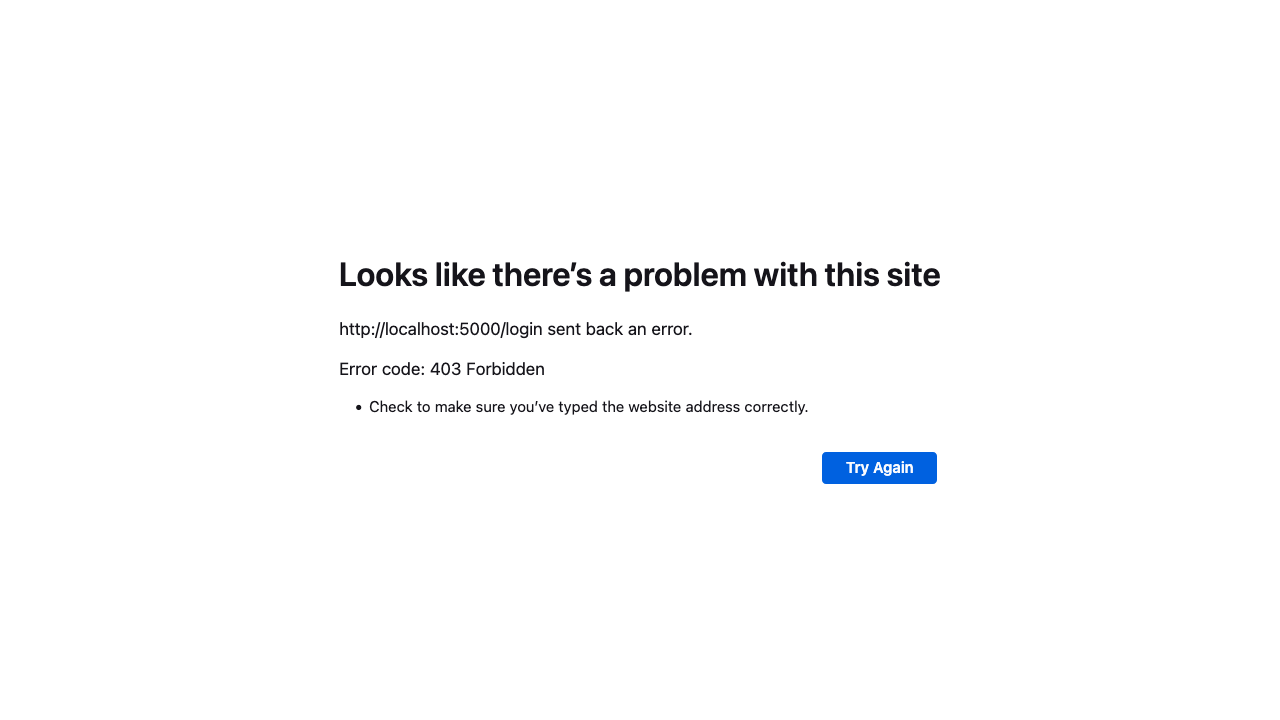 Looks like there’s a problem with this site
http://localhost:5000/login sent back an error.
Error code: 403 Forbidden
• Check to make sure you’ve typed the website address correctly.
Try Again